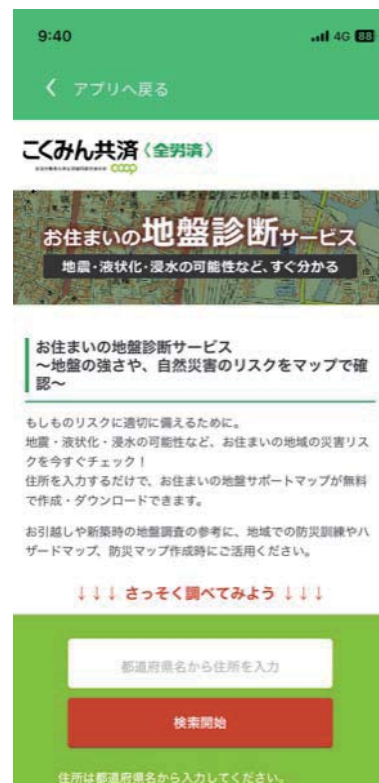 9:40
4G 88
アプリへ戻る
こくみん共済〈全労済〉
coop
お住まいの地盤診断サービス
地震・液状化・浸水の可能性など、すぐ分かる
お住まいの地盤診断サービス
～地盤の強さや、自然災害のリスクをマップで確
認～
もしものリスクに適切に備えるために。
地震・液状化・浸水の可能性など、お住まいの地域の災害リス
クを今すぐチェック！
住所を入力するだけで、お住まいの地盤サポートマップが無料
で作成・ダウンロードできます。
お引越しや新築時の地盤調査の参考に、地域での防災訓練やハ
ザードマップ、防災マップ作成時にご活用ください。
↓↓↓ さっそく調べてみよう ↓↓↓
都道府県名から住所を入力
検索開始
住所は都道府県名から入力してください。